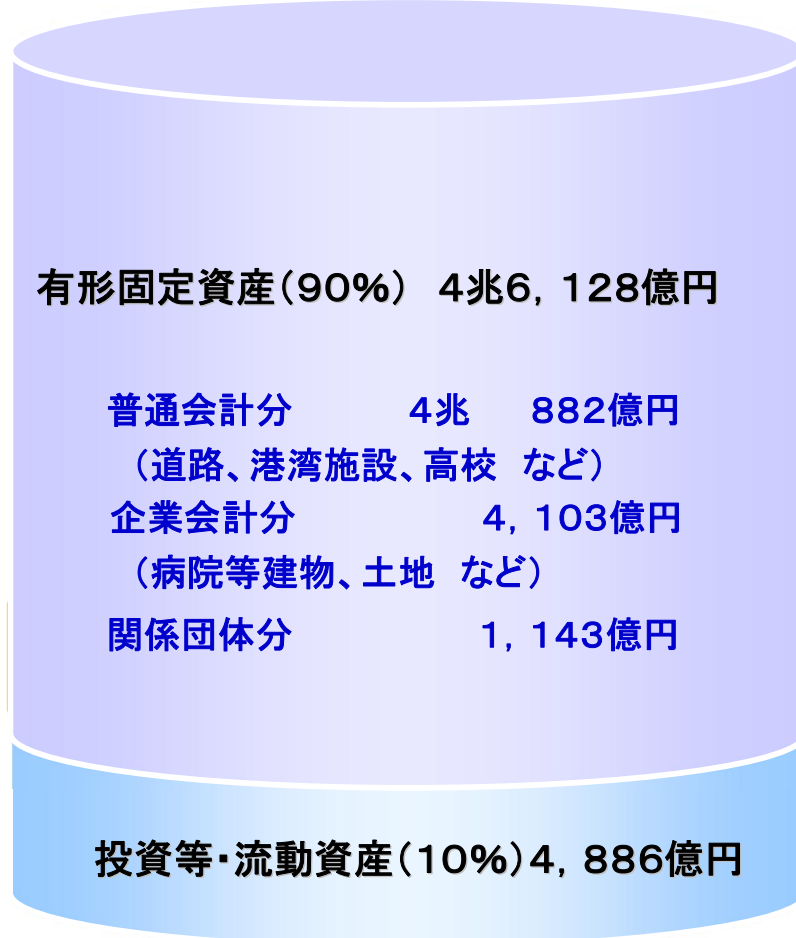 有形固定資産(90%) 4兆6,128億円
普通会計分 4兆 882億円
(道路、港湾施設、高校 など)
企業会計分 4,103億円
(病院等建物、土地 など)
関係団体分 1,143億円
投資等・流動資産(10%)4,886億円